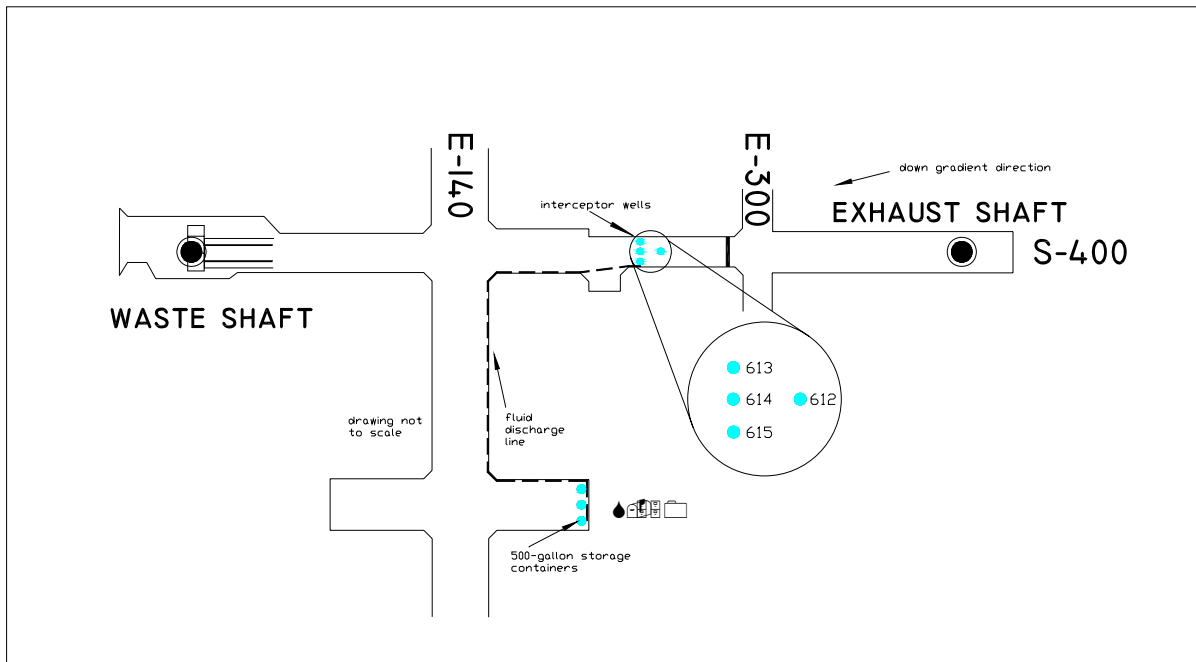 E-140
E-300
down gradient direction
interceptor wells
EXHAUST SHAFT
S-400
WASTE SHAFT
613
614
612
615
drawing not
to scale
fluid
discharge
line
500-gallon storage
containers